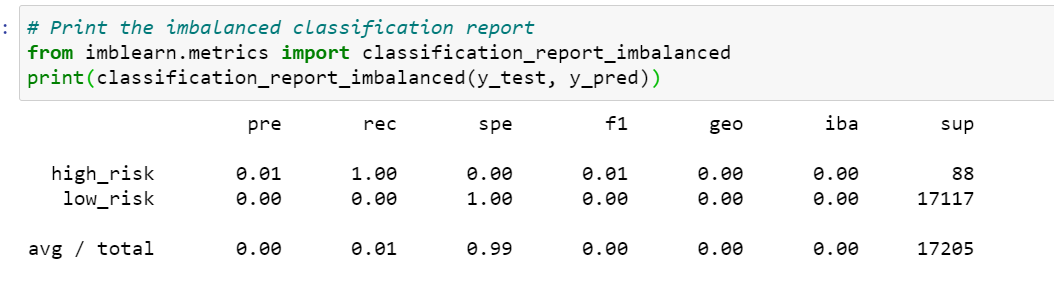 : # Print the imbalanced classification report
from imblearn.metrics import classification_report_imbalanced
print(classification_report_imbalanced(y_test, y_pred))
pre rec spe f1 geo iba sup
high_risk 0.01 1.00 0.00 0.01 0.00 0.00 88
low_risk 0.00 0.00 1.00 0.00 0.00 0.00 17117
avg / total 0.00 0.01 0.99 0.00 0.00 0.00 17205